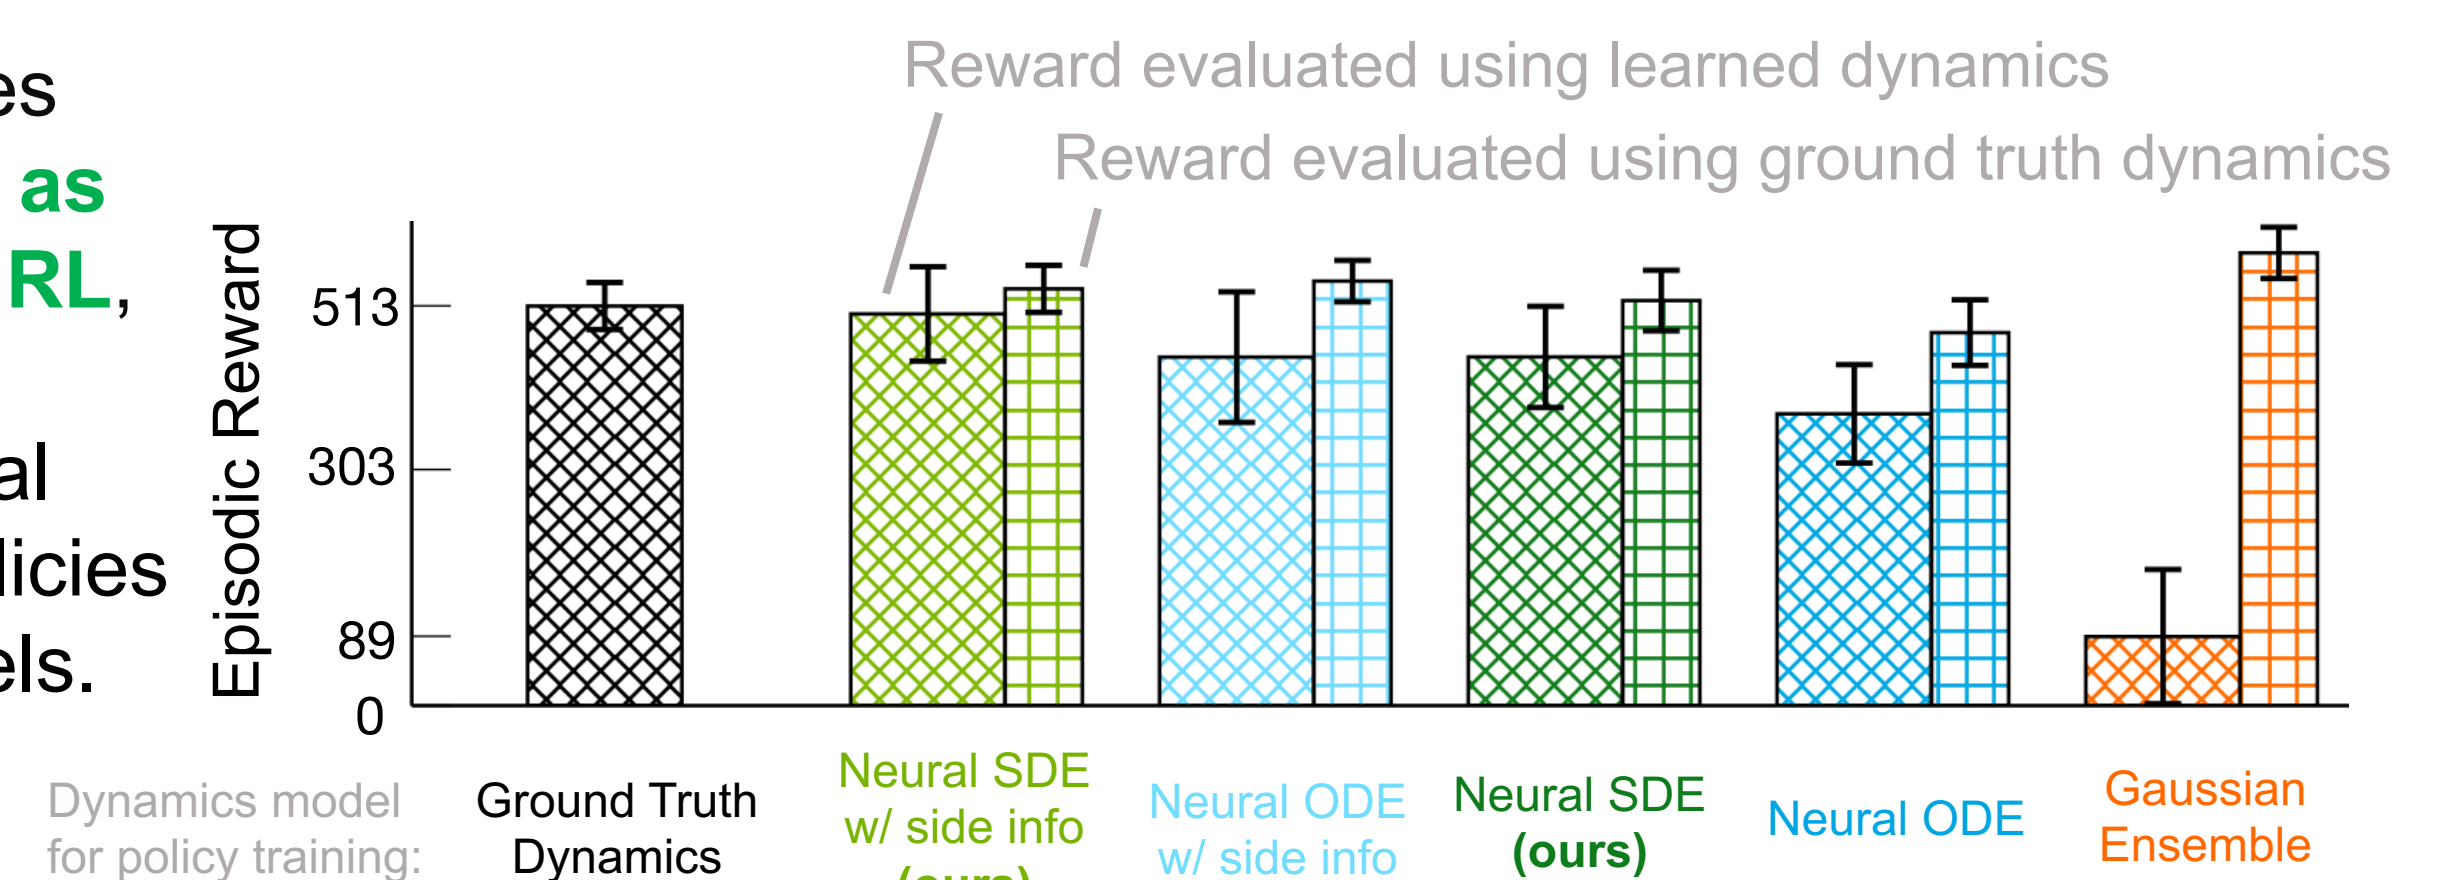 es
as
RL,
al
licies
els.
Reward evaluated using learned dynamics
Reward evaluated using ground truth dynamics
Episodic Reward
513
303
89
0
Dynamics model
for policy training:
Ground Truth
Dynamics
Neural SDE
w/ side info
(ours)
Neural ODE
w/ side info
Neural SDE
(ours)
Neural ODE
Gaussian
Ensemble